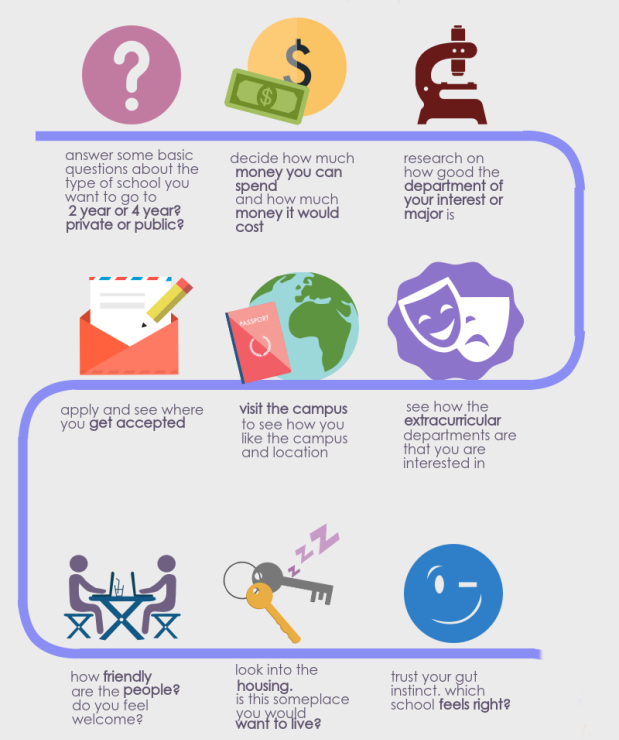 answer some basic
questions about the
type of school you
want to go to
2 year or 4 year?
private or public?
decide how much
money you can
spend
and how much
money it would
cost
research on
how good the
department of
your interest or
major is
see how the
extracurricular
departments are
that you are
interested in
PASSPORT
visit the campus
to see how you
like the campus
and location
apply and see where
you get accepted
how friendly
are the people?
do you feel
welcome?
zzZ
look into the
housing.
is this someplace
you would
want to live?
trust your gut
instinct. which
school feels right?